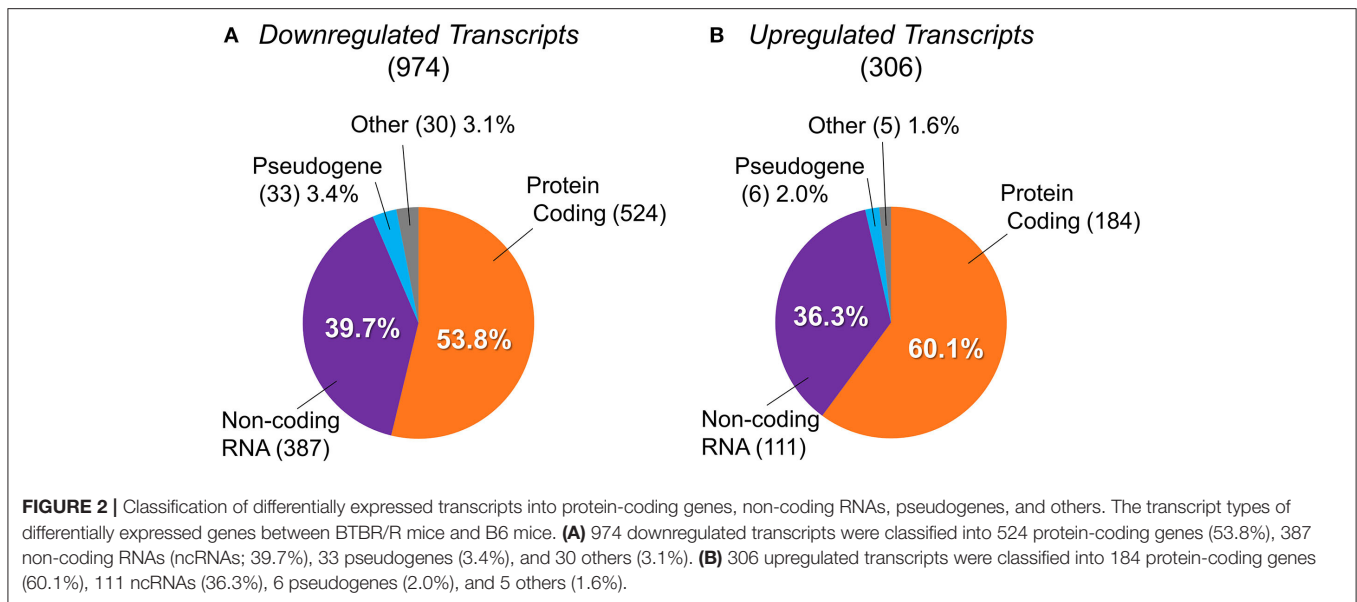 A Downregulated Transcripts
(974)
Other (30) 3.1%
Pseudogene
(33) 3.4%
Protein
Coding (524)
39.7%
53.8%
Non-coding
RNA (387)
B Upregulated Transcripts
(306)
Other (5) 1.6%
Pseudogene
(6) 2.0%
Protein
Coding (184)
36.3%
60.1%
Non-coding
RNA (111)
FIGURE 2 | Classification of differentially expressed transcripts into protein-coding genes, non-coding RNAs, pseudogenes, and others. The transcript types of
differentially expressed genes between BTBR/R mice and B6 mice. (A) 974 downregulated transcripts were classified into 524 protein-coding genes (53.8%), 387
non-coding RNAs (ncRNAs; 39.7%), 33 pseudogenes (3.4%), and 30 others (3.1%). (B) 306 upregulated transcripts were classified into 184 protein-coding genes
(60.1%), 111 ncRNAs (36.3%), 6 pseudogenes (2.0%), and 5 others (1.6%).